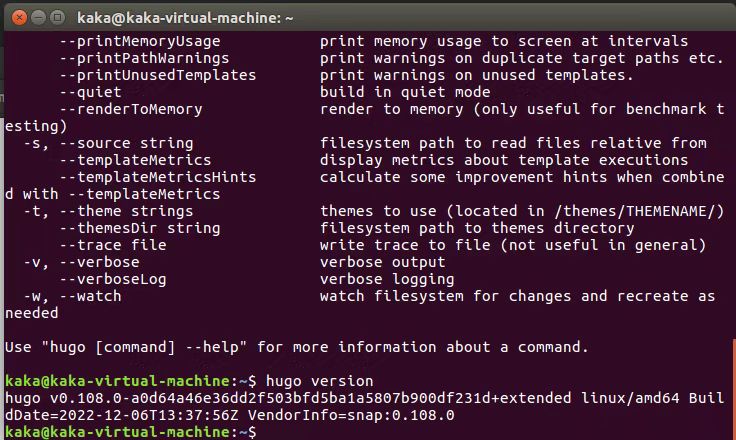 kaka@kaka-virtual-machine: ~
--printMemoryUsage           print memory usage to screen at intervals
--printPathWarnings          print warnings on duplicate target paths etc.
--printUnusedTemplates       print warnings on unused templates.
--quiet                      build in quiet mode
--renderToMemory             render to memory (only useful for benchmark t
esting)
-s, --source string              filesystem path to read files relative from
--templateMetrics            display metrics about template executions
--templateMetricsHints       calculate some improvement hints when combine
d with --templateMetrics
-t, --theme strings              themes to use (located in /themes/THEMENAME/)
--themesDir string           filesystem path to themes directory
--trace file                 write trace to file (not useful in general)
-v, --verbose                    verbose output
--verboseLog                 verbose logging
-w, --watch                      watch filesystem for changes and recreate as
needed
Use "hugo [command] --help" for more information about a command.
kaka@kaka-virtual-machine:~$ hugo version
hugo v0.108.0-a0d64a46e36dd2f503bfd5ba1a5807b900df231d+extended linux/amd64 Buil
dDate=2022-12-06T13:37:56Z VendorInfo=snap:0.108.0
kaka@kaka-virtual-machine:~$